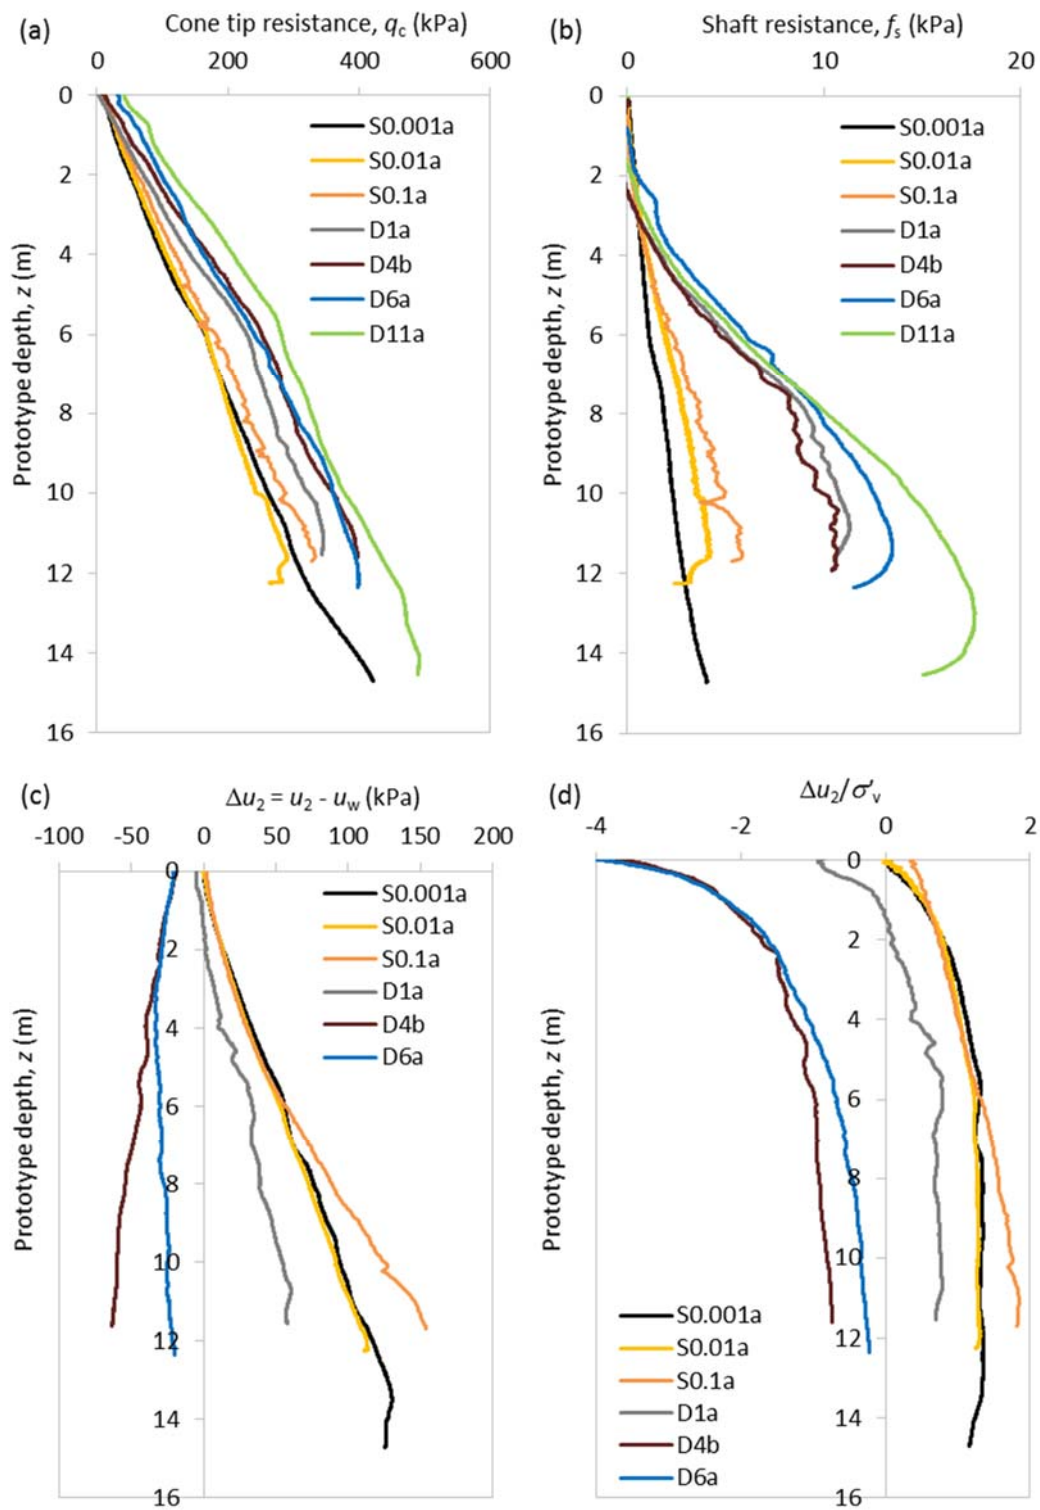 (a) Cone tip resistance, qc (kPa)
0 200 400 600
0
2
4
6
8
10
12
14
16
Prototype depth, z (m)
S0.001a
S0.01a
S0.1a
D1a
D4b
D6a
D11a
(b) Shaft resistance, fs (kPa)
0 10 20
0
2
4
6
8
10
12
14
16
Prototype depth, z (m)
S0.001a
S0.01a
S0.1a
D1a
D4b
D6a
D11a
(c) Δu2 = u2 - uw (kPa)
-100 -50 0 50 100 150 200
0
2
4
6
8
10
12
14
16
Prototype depth, z (m)
S0.001a
S0.01a
S0.1a
D1a
D4b
D6a
(d) Δu2/σ′v
-4 -2 0 2
0
2
4
6
8
10
12
14
16
Prototype depth, z (m)
S0.001a
S0.01a
S0.1a
D1a
D4b
D6a